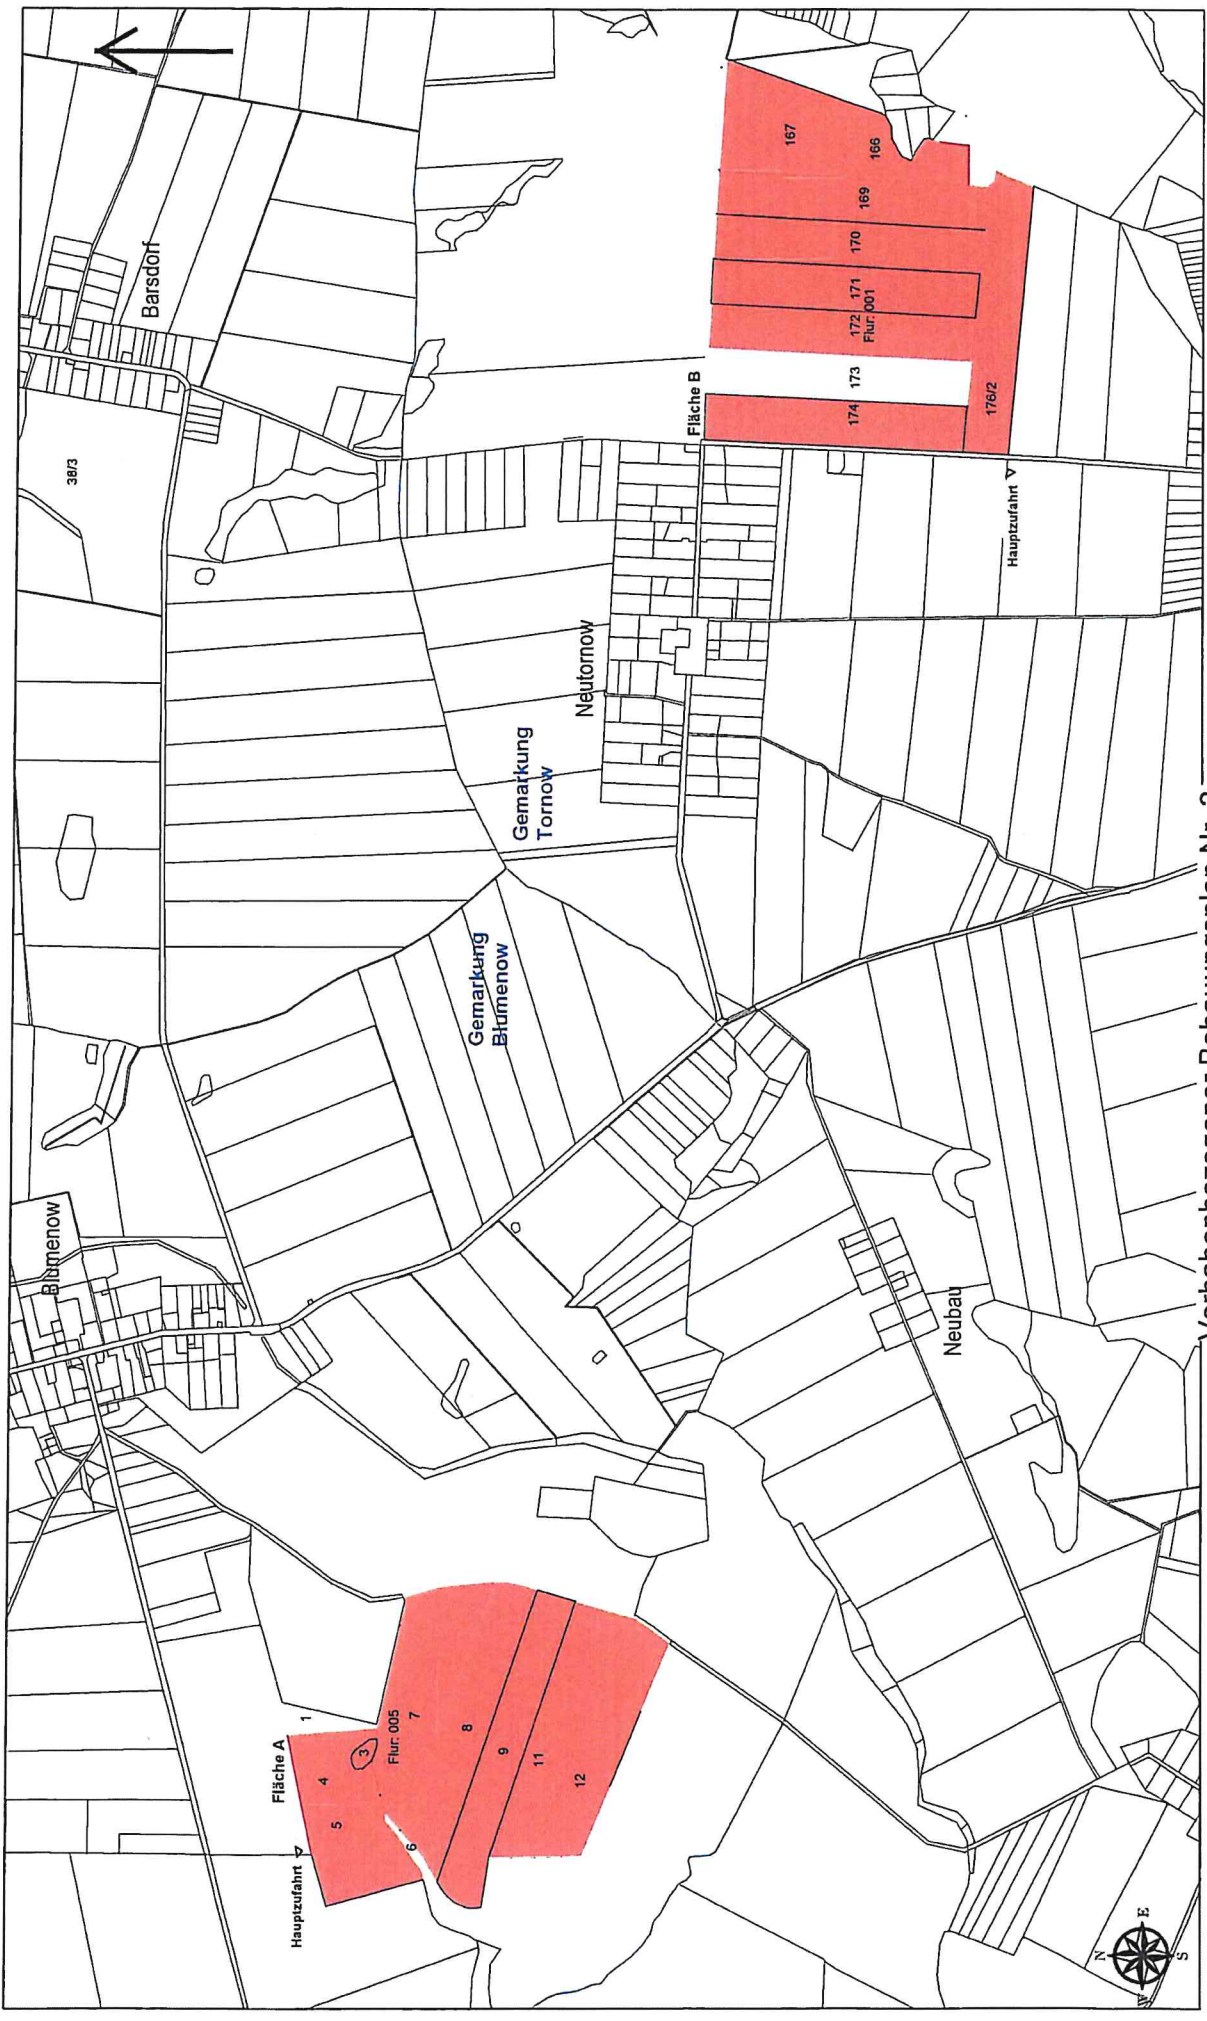 Blumenow
Barsdorf
38/3
Gemarkung
Blumenow
Gemarkung
Tornow
Neutornow
Neubau
Fläche A
Hauptzufahrt
1
3
4
5
6
Flur: 005
7
8
9
11
12
Fläche B
174
173
172
171
Flur: 001
170
169
166
167
176/2
Hauptzufahrt
N
E
S
W